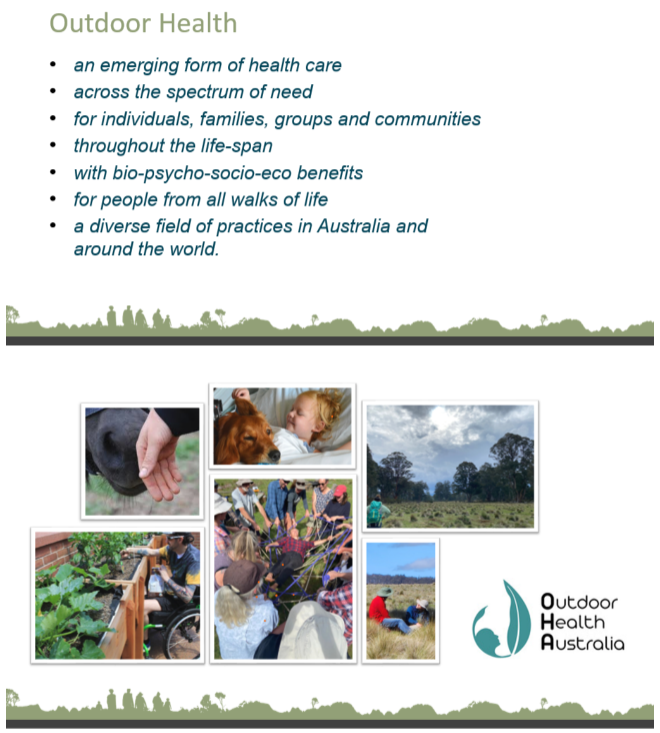 Outdoor Health
• an emerging form of health care
• across the spectrum of need
• for individuals, families, groups and communities
• throughout the life-span
• with bio-psycho-socio-eco benefits
• for people from all walks of life
• a diverse field of practices in Australia and
around the world.
Outdoor
Health
Australia